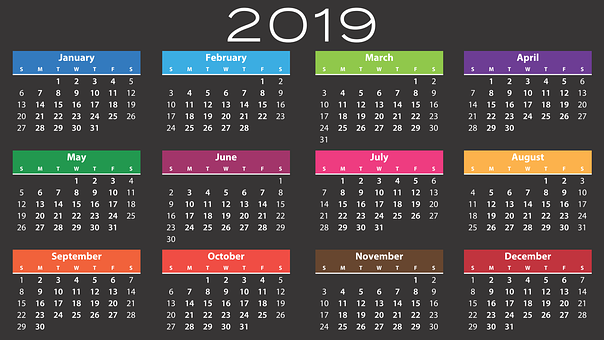 2019
January February March April
S M T W T F S S M T W T F S S M T W T F S S M T W T F S
1 2 3 4 5 1 2 1 2 1 2 3 4 5 6
6 7 8 9 10 11 12 3 4 5 6 7 8 9 3 4 5 6 7 8 9 7 8 9 10 11 12 13
13 14 15 16 17 18 19 10 11 12 13 14 15 16 10 11 12 13 14 15 16 14 15 16 17 18 19 20
20 21 22 23 24 25 26 17 18 19 20 21 22 23 17 18 19 20 21 22 23 21 22 23 24 25 26 27
27 28 29 30 31 24 25 26 27 28 24 25 26 27 28 29 30 28 29 30
31
May June July August
S M T W T F S S M T W T F S S M T W T F S S M T W T F S
1 2 3 4 1 1 2 3 4 5 6 1 2 3
5 6 7 8 9 10 11 2 3 4 5 6 7 8 7 8 9 10 11 12 13 4 5 6 7 8 9 10
12 13 14 15 16 17 18 9 10 11 12 13 14 15 14 15 16 17 18 19 20 11 12 13 14 15 16 17
19 20 21 22 23 24 25 16 17 18 19 20 21 22 21 22 23 24 25 26 27 18 19 20 21 22 23 24
26 27 28 29 30 31 23 24 25 26 27 28 29 28 29 30 31 25 26 27 28 29 30 31
30
September October November December
S M T W T F S S M T W T F S S M T W T F S S M T W T F S
1 2 3 4 5 6 7 1 2 3 4 5 1 2 1 2 3 4 5 6 7
8 9 10 11 12 13 14 6 7 8 9 10 11 12 3 4 5 6 7 8 9 8 9 10 11 12 13 14
15 16 17 18 19 20 21 13 14 15 16 17 18 19 10 11 12 13 14 15 16 15 16 17 18 19 20 21
22 23 24 25 26 27 28 20 21 22 23 24 25 26 17 18 19 20 21 22 23 22 23 24 25 26 27 28
29 30 27 28 29 30 31 24 25 26 27 28 29 30 29 30 31